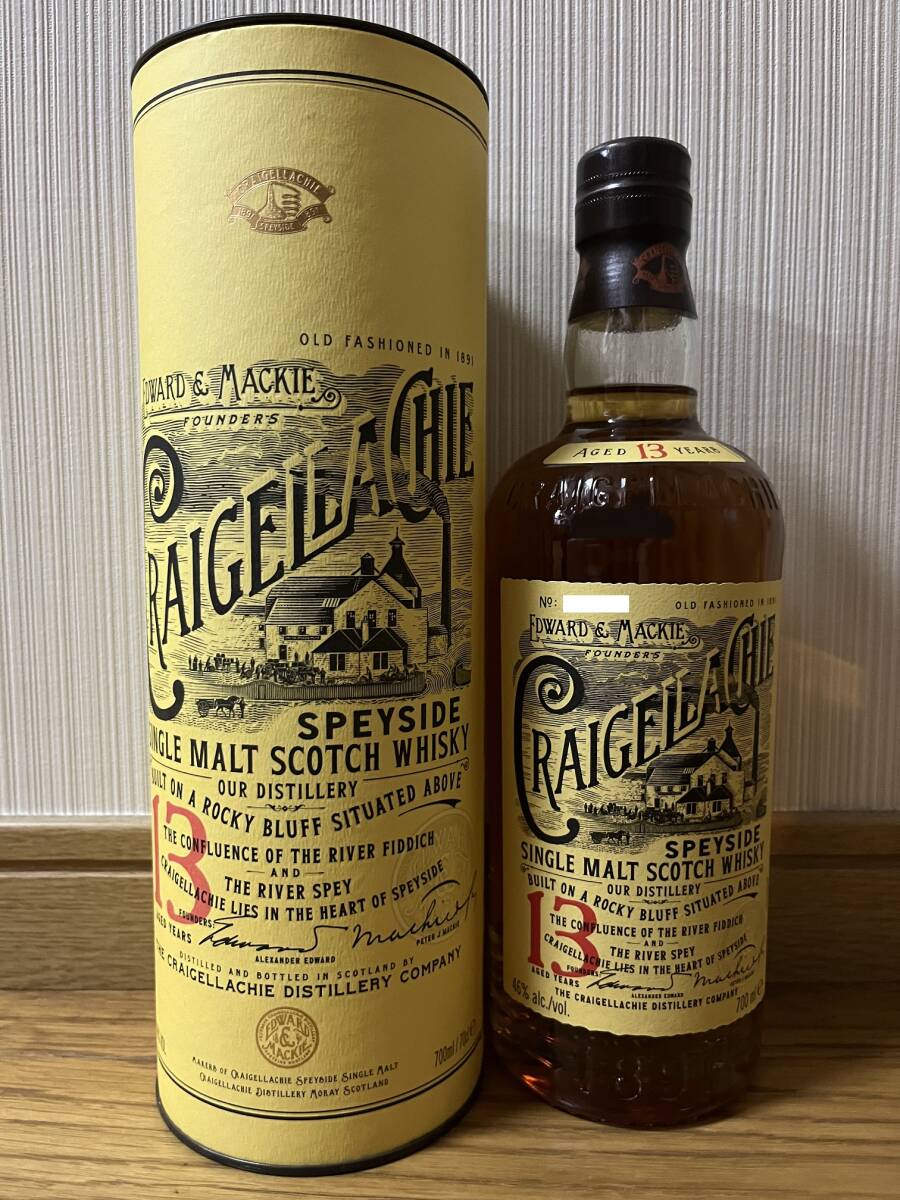 CRAIGELLACHIE
SPEYSIDE
OLD FASHIONED IN 1891
EDWARD & MACKIE
FOUNDERS
CRAIGELLACHIE
SPEYSIDE
SINGLE MALT SCOTCH WHISKY
OUR DISTILLERY
BUILT ON A ROCKY BLUFF SITUATED ABOVE
THE CONFLUENCE OF THE RIVER FIDDICH
AND
THE RIVER SPEY
CRAIGELLACHIE LIES IN THE HEART OF SPEYSIDE
13
AGED YEARS
FOUNDERS:
ALEXANDER EDWARD
PETER J. MACKIE
DISTILLED AND BOTTLED IN SCOTLAND BY
THE CRAIGELLACHIE DISTILLERY COMPANY
EDWARD
&
MACKIE
700ml / 70cl
MAKERS OF CRAIGELLACHIE SPEYSIDE SINGLE MALT
CRAIGELLACHIE DISTILLERY MORAY SCOTLAND
AGED 13 YEARS
CRAIGELLACHIE
No:
OLD FASHIONED IN 1891
EDWARD & MACKIE
FOUNDERS
CRAIGELLACHIE
SPEYSIDE
SINGLE MALT SCOTCH WHISKY
OUR DISTILLERY
BUILT ON A ROCKY BLUFF SITUATED ABOVE
THE CONFLUENCE OF THE RIVER FIDDICH
AND
THE RIVER SPEY
CRAIGELLACHIE LIES IN THE HEART OF SPEYSIDE
13
AGED YEARS
FOUNDERS:
ALEXANDER EDWARD
THE CRAIGELLACHIE DISTILLERY COMPANY
46% alc./vol.
700 ml e
1891